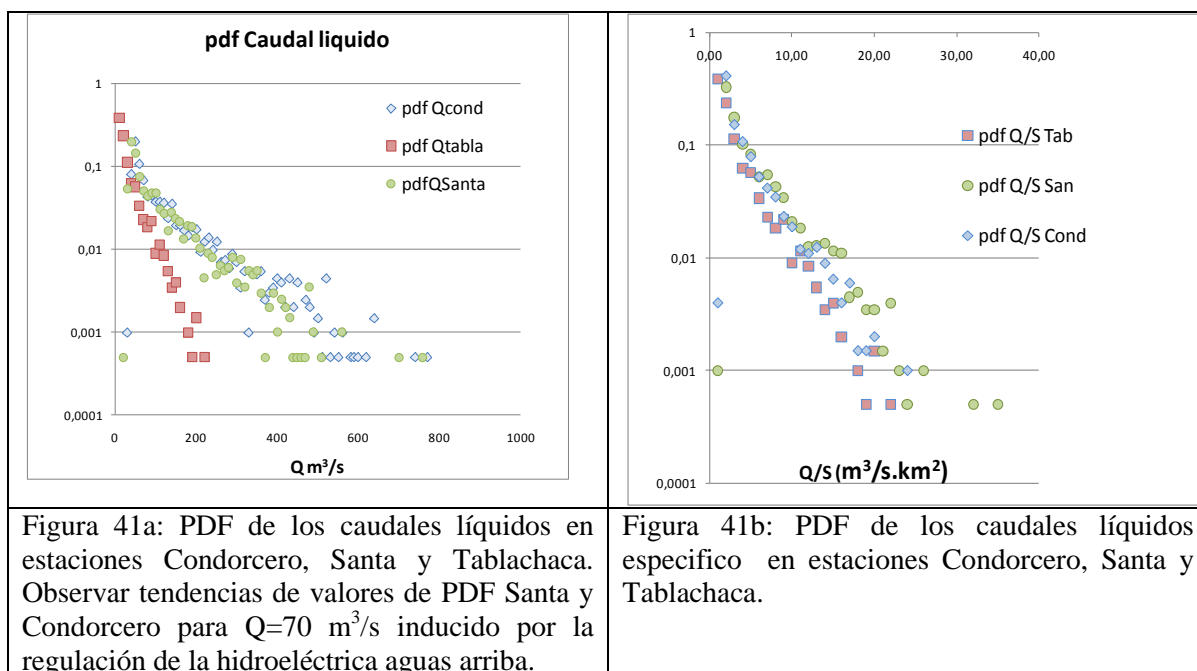 pdf Caudal liquido
1
0,1
0,01
0,001
0,0001
0
200
400
600
800
1000
Q m³/s
pdf Qcond
pdf Qtabla
pdfQSanta
1
0,1
0,01
0,001
0,0001
0,00
10,00
20,00
30,00
40,00
pdf Q/S Tab
pdf Q/S San
pdf Q/S Cond
Q/S (m³/s.km²)
Figura 41a: PDF de los caudales líquidos en
estaciones Condorcero, Santa y Tablachaca.
Observar tendencias de valores de PDF Santa y
Condorcero para Q=70 m³/s inducido por la
regulación de la hidroeléctrica aguas arriba.
Figura 41b: PDF de los caudales líquidos
especifico en estaciones Condorcero, Santa y
Tablachaca.